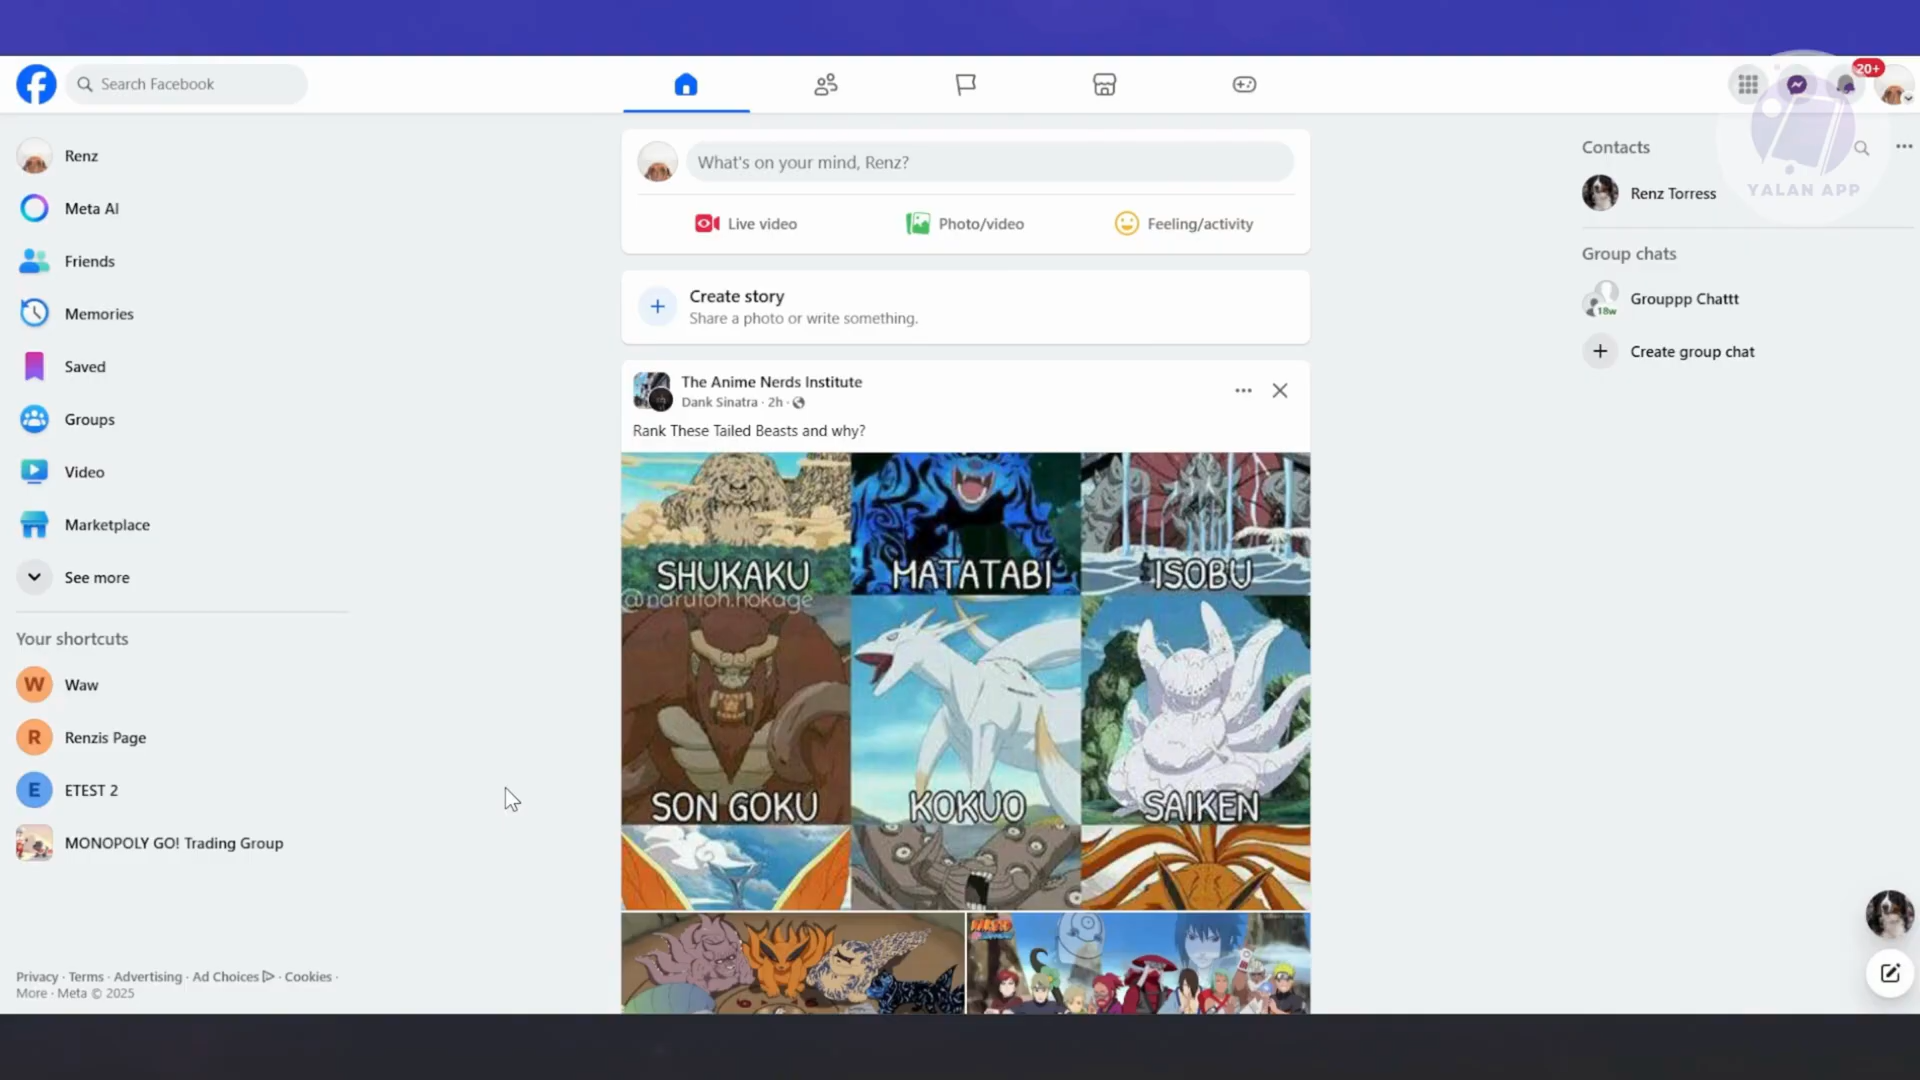 Search Facebook
20+
Renz
Meta AI
Friends
Memories
Saved
Groups
Video
Marketplace
See more
Your shortcuts
W Waw
R Renzis Page
E ETEST 2
MONOPOLY GO! Trading Group
Privacy · Terms · Advertising · Ad Choices · Cookies ·
More · Meta © 2025
What's on your mind, Renz?
Live video
Photo/video
Feeling/activity
Create story
Share a photo or write something.
The Anime Nerds Institute
Dank Sinatra · 2h ·
Rank These Tailed Beasts and why?
SHUKAKU
MATATABI
ISOBU
@narutoh.hokage
SON GOKU
KOKUO
SAIKEN
NARUTO
Contacts
YALAN APP
Renz Torress
Group chats
Grouppp Chattt
18w
Create group chat